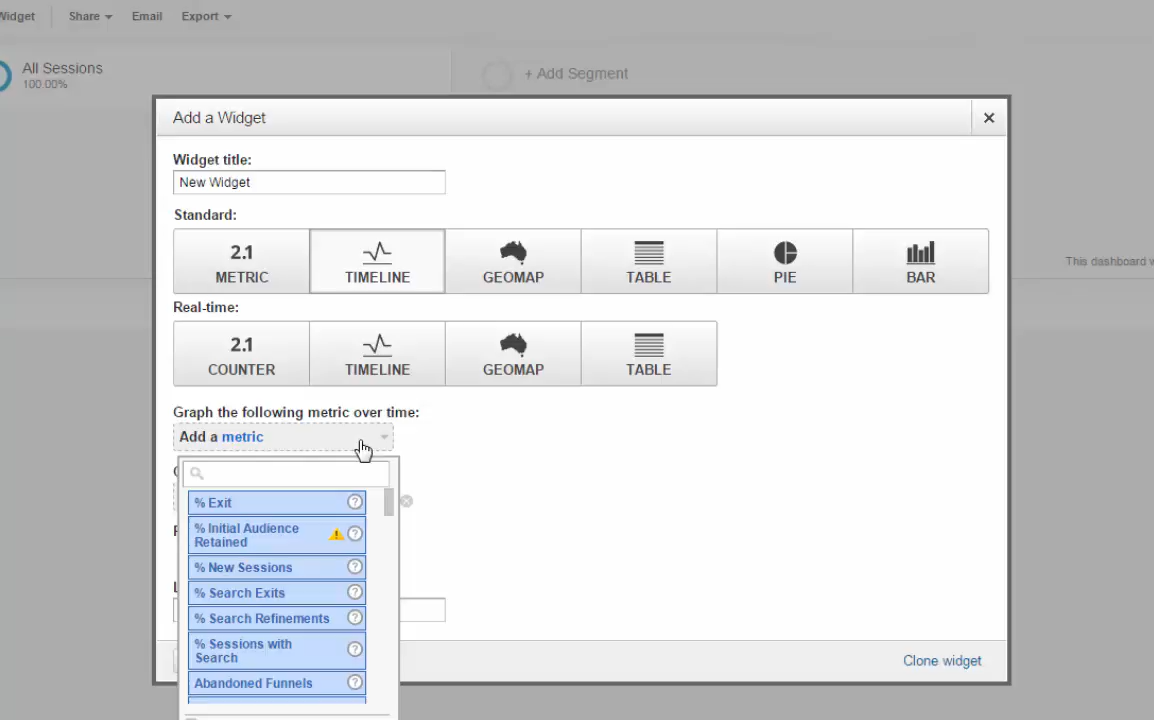 Widget Share Email Export
All Sessions
100.00%
+ Add Segment
Add a Widget
Widget title:
New Widget
Standard:
2.1
METRIC TIMELINE GEOMAP TABLE PIE BAR
This dashboard
Real-time:
2.1
COUNTER TIMELINE GEOMAP TABLE
Graph the following metric over time:
Add a metric
% Exit
% Initial Audience
Retained
% New Sessions
% Search Exits
% Search Refinements
% Sessions with
Search
Abandoned Funnels
Clone widget